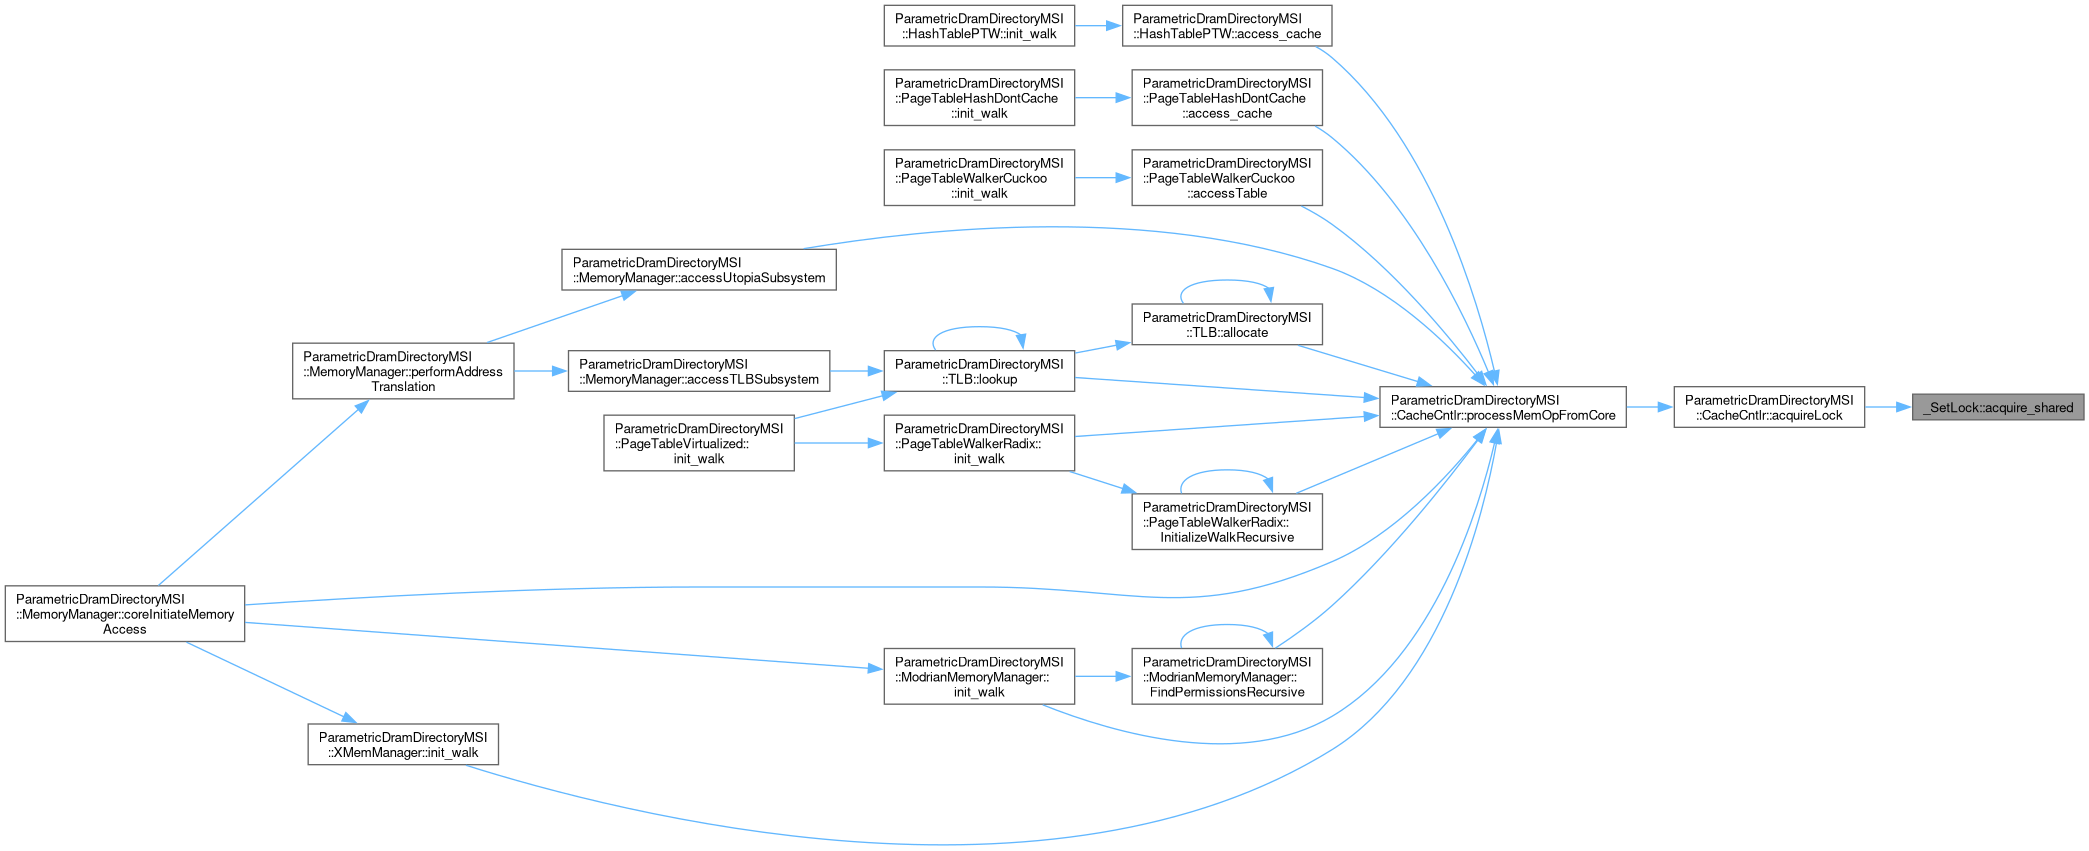 ParametricDramDirectoryMSI
::HashTablePTW::init_walk
ParametricDramDirectoryMSI
::HashTablePTW::access_cache
ParametricDramDirectoryMSI
::PageTableHashDontCache
::init_walk
ParametricDramDirectoryMSI
::PageTableHashDontCache
::access_cache
ParametricDramDirectoryMSI
::PageTableWalkerCuckoo
::init_walk
ParametricDramDirectoryMSI
::PageTableWalkerCuckoo
::accessTable
ParametricDramDirectoryMSI
::MemoryManager::accessUtopiaSubsystem
ParametricDramDirectoryMSI
::TLB::allocate
ParametricDramDirectoryMSI
::MemoryManager::performAddress
Translation
ParametricDramDirectoryMSI
::MemoryManager::accessTLBSubsystem
ParametricDramDirectoryMSI
::TLB::lookup
ParametricDramDirectoryMSI
::CacheCntlr::processMemOpFromCore
ParametricDramDirectoryMSI
::CacheCntlr::acquireLock
_SetLock::acquire_shared
ParametricDramDirectoryMSI
::PageTableVirtualized::
init_walk
ParametricDramDirectoryMSI
::PageTableWalkerRadix::
init_walk
ParametricDramDirectoryMSI
::PageTableWalkerRadix::
InitializeWalkRecursive
ParametricDramDirectoryMSI
::MemoryManager::coreInitiateMemory
Access
ParametricDramDirectoryMSI
::ModrianMemoryManager::
init_walk
ParametricDramDirectoryMSI
::ModrianMemoryManager::
FindPermissionsRecursive
ParametricDramDirectoryMSI
::XMemManager::init_walk